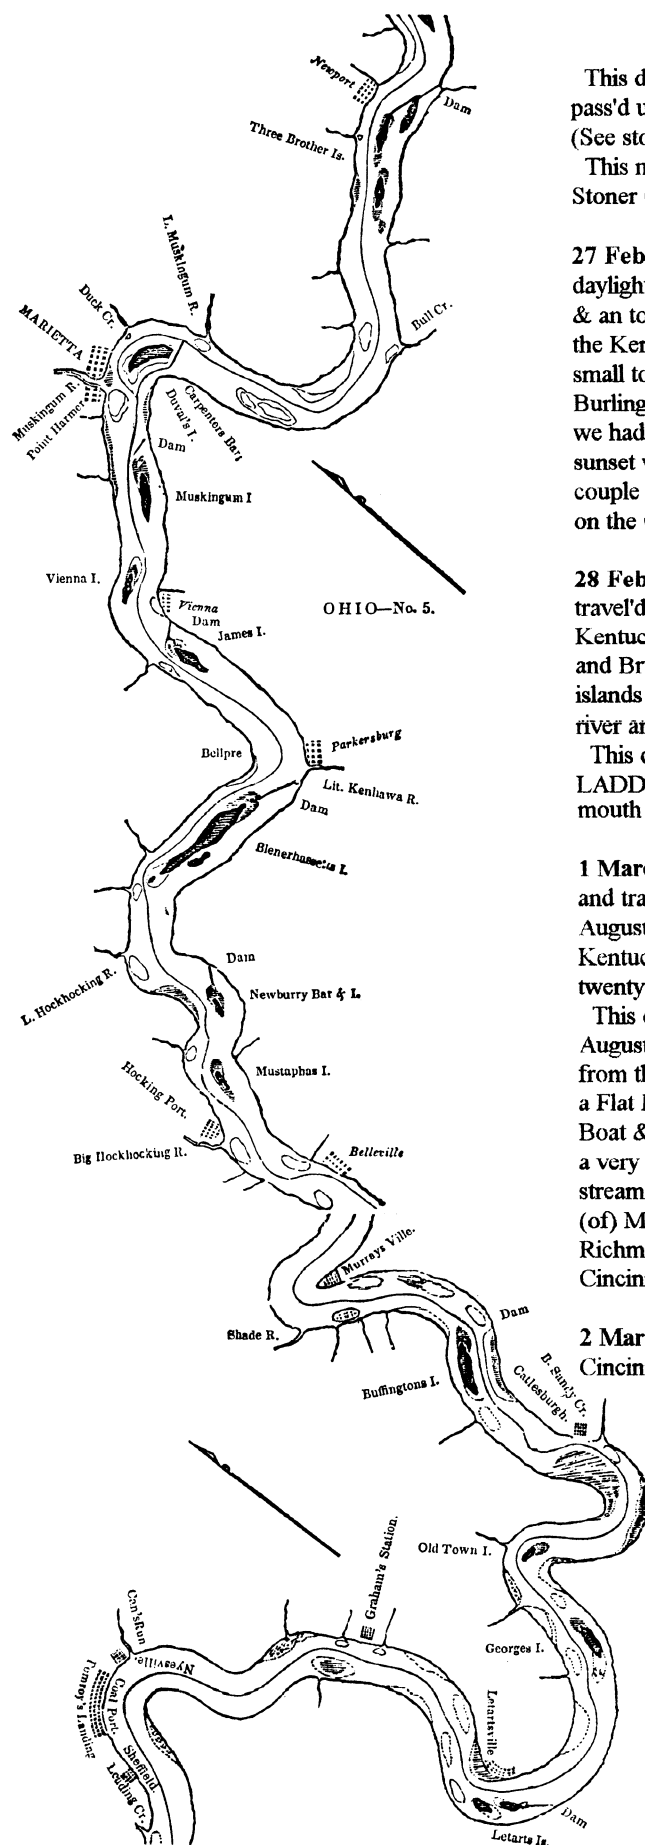 Newport
Dam
Three Brother Is.
L. Muskingum R.
Duck Cr.
Bull Cr.
MARIETTA
Muskingum R.
Point Harmer
Carpenters Bars
Duval's I.
Dam
Muskingum I
Vienna I.
Vienna
Dam
James I.
OHIO—No. 5.
Bellpre
Parkersburg
Lit. Kenhawa R.
Dam
Blenerhassetts I.
L. Hockhocking R.
Dam
Newburry Bar & I.
Mustaphas I.
Hocking Port.
Big Hockhocking R.
Belleville
Murrays Ville.
Shade R.
Dam
Buffingtons I.
B. Sandy Cr.
Catlesburgh.
Old Town I.
Graham's Station.
Georges I.
Letartsville
Carr's Run
Nyesville.
Pomroy's Landing
Coal Port.
Sheffield.
Leading Cr.
Dam
Letarts Is.
This d
pass'd u
(See sto
This n
Stoner
27 Feb
daylight
& an to
the Ker
small to
Burling
we had
sunset v
couple
on the
28 Feb
travel'd
Kentuc
and Br
islands
river ar
This
LADD
mouth
1 Marc
and tra
August
Kentuc
twenty
This
August
from th
a Flat
Boat &
a very
stream
(of) M
Richm
Cincin
2 Mar
Cincin